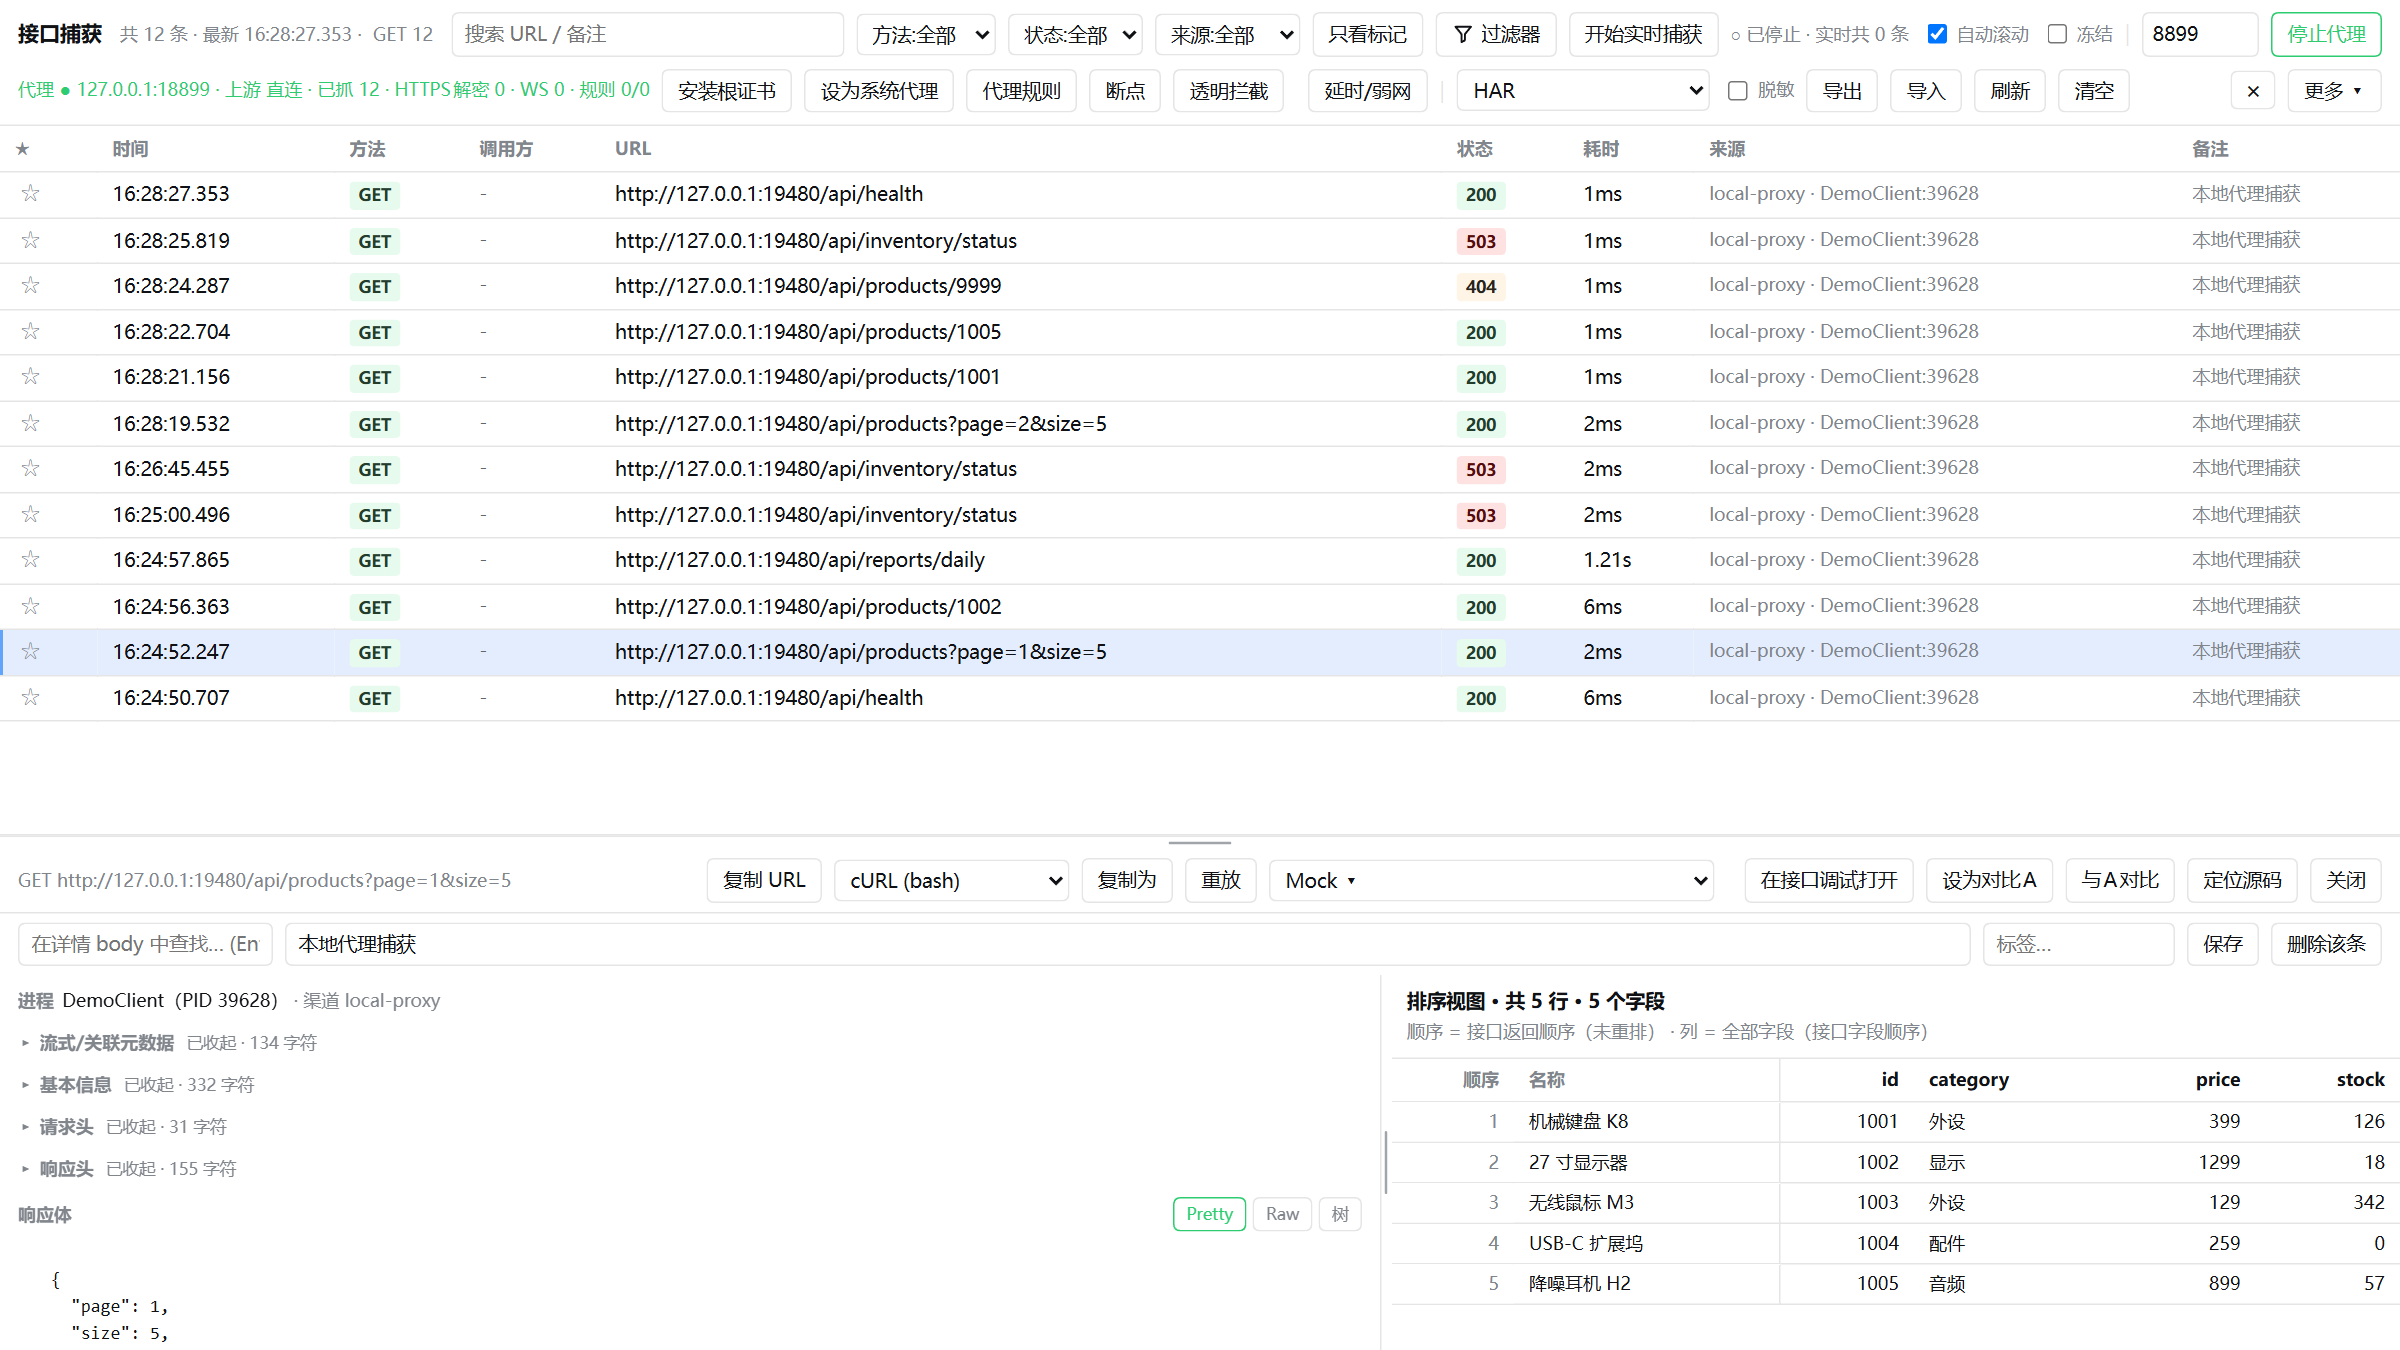 接口捕获 共 12 条 · 最新 16:28:27.353 · GET 12 搜索 URL / 备注 方法:全部 状态:全部 来源:全部 只看标记 过滤器 开始实时捕获 ○ 已停止 · 实时共 0 条 自动滚动 冻结 8899 停止代理
代理 ● 127.0.0.1:18899 · 上游 直连 · 已抓 12 · HTTPS解密 0 · WS 0 · 规则 0/0 安装根证书 设为系统代理 代理规则 断点 透明拦截 延时/弱网 HAR 脱敏 导出 导入 刷新 清空 × 更多 ▾
★ 时间 方法 调用方 URL 状态 耗时 来源 备注
☆ 16:28:27.353 GET - http://127.0.0.1:19480/api/health 200 1ms local-proxy · DemoClient:39628 本地代理捕获
☆ 16:28:25.819 GET - http://127.0.0.1:19480/api/inventory/status 503 1ms local-proxy · DemoClient:39628 本地代理捕获
☆ 16:28:24.287 GET - http://127.0.0.1:19480/api/products/9999 404 1ms local-proxy · DemoClient:39628 本地代理捕获
☆ 16:28:22.704 GET - http://127.0.0.1:19480/api/products/1005 200 1ms local-proxy · DemoClient:39628 本地代理捕获
☆ 16:28:21.156 GET - http://127.0.0.1:19480/api/products/1001 200 1ms local-proxy · DemoClient:39628 本地代理捕获
☆ 16:28:19.532 GET - http://127.0.0.1:19480/api/products?page=2&size=5 200 2ms local-proxy · DemoClient:39628 本地代理捕获
☆ 16:26:45.455 GET - http://127.0.0.1:19480/api/inventory/status 503 2ms local-proxy · DemoClient:39628 本地代理捕获
☆ 16:25:00.496 GET - http://127.0.0.1:19480/api/inventory/status 503 2ms local-proxy · DemoClient:39628 本地代理捕获
☆ 16:24:57.865 GET - http://127.0.0.1:19480/api/reports/daily 200 1.21s local-proxy · DemoClient:39628 本地代理捕获
☆ 16:24:56.363 GET - http://127.0.0.1:19480/api/products/1002 200 6ms local-proxy · DemoClient:39628 本地代理捕获
☆ 16:24:52.247 GET - http://127.0.0.1:19480/api/products?page=1&size=5 200 2ms local-proxy · DemoClient:39628 本地代理捕获
☆ 16:24:50.707 GET - http://127.0.0.1:19480/api/health 200 6ms local-proxy · DemoClient:39628 本地代理捕获
GET http://127.0.0.1:19480/api/products?page=1&size=5 复制 URL cURL (bash) 复制为 重放 Mock ▾ 在接口调试打开 设为对比A 与A对比 定位源码 关闭
在详情 body 中查找... (En 本地代理捕获 标签... 保存 删除该条
进程 DemoClient（PID 39628） · 渠道 local-proxy
▸ 流式/关联元数据 已收起 · 134 字符
▸ 基本信息 已收起 · 332 字符
▸ 请求头 已收起 · 31 字符
▸ 响应头 已收起 · 155 字符
响应体 Pretty Raw 树
{
"page": 1,
"size": 5,
排序视图 • 共 5 行 • 5 个字段
顺序 = 接口返回顺序（未重排） · 列 = 全部字段（接口字段顺序）
顺序 名称 id category price stock
1 机械键盘 K8 1001 外设 399 126
2 27 寸显示器 1002 显示 1299 18
3 无线鼠标 M3 1003 外设 129 342
4 USB-C 扩展坞 1004 配件 259 0
5 降噪耳机 H2 1005 音频 899 57